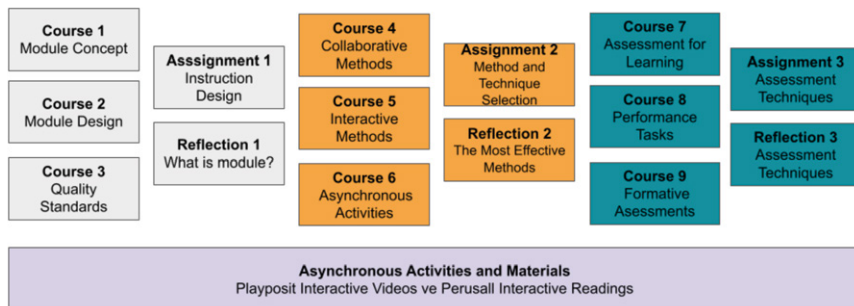 Course 1
Module Concept
Course 2
Module Design
Course 3
Quality
Standards
Asssignment 1
Instruction
Design
Reflection 1
What is module?
Course 4
Collaborative
Methods
Course 5
Interactive
Methods
Course 6
Asynchronous
Activities
Assignment 2
Method and
Technique
Selection
Reflection 2
The Most Effective
Methods
Course 7
Assessment for
Learning
Course 8
Performance
Tasks
Course 9
Formative
Asessments
Assignment 3
Assessment
Techniques
Reflection 3
Assessment
Techniques
Asynchronous Activities and Materials
Playposit Interactive Videos ve Perusall Interactive Readings